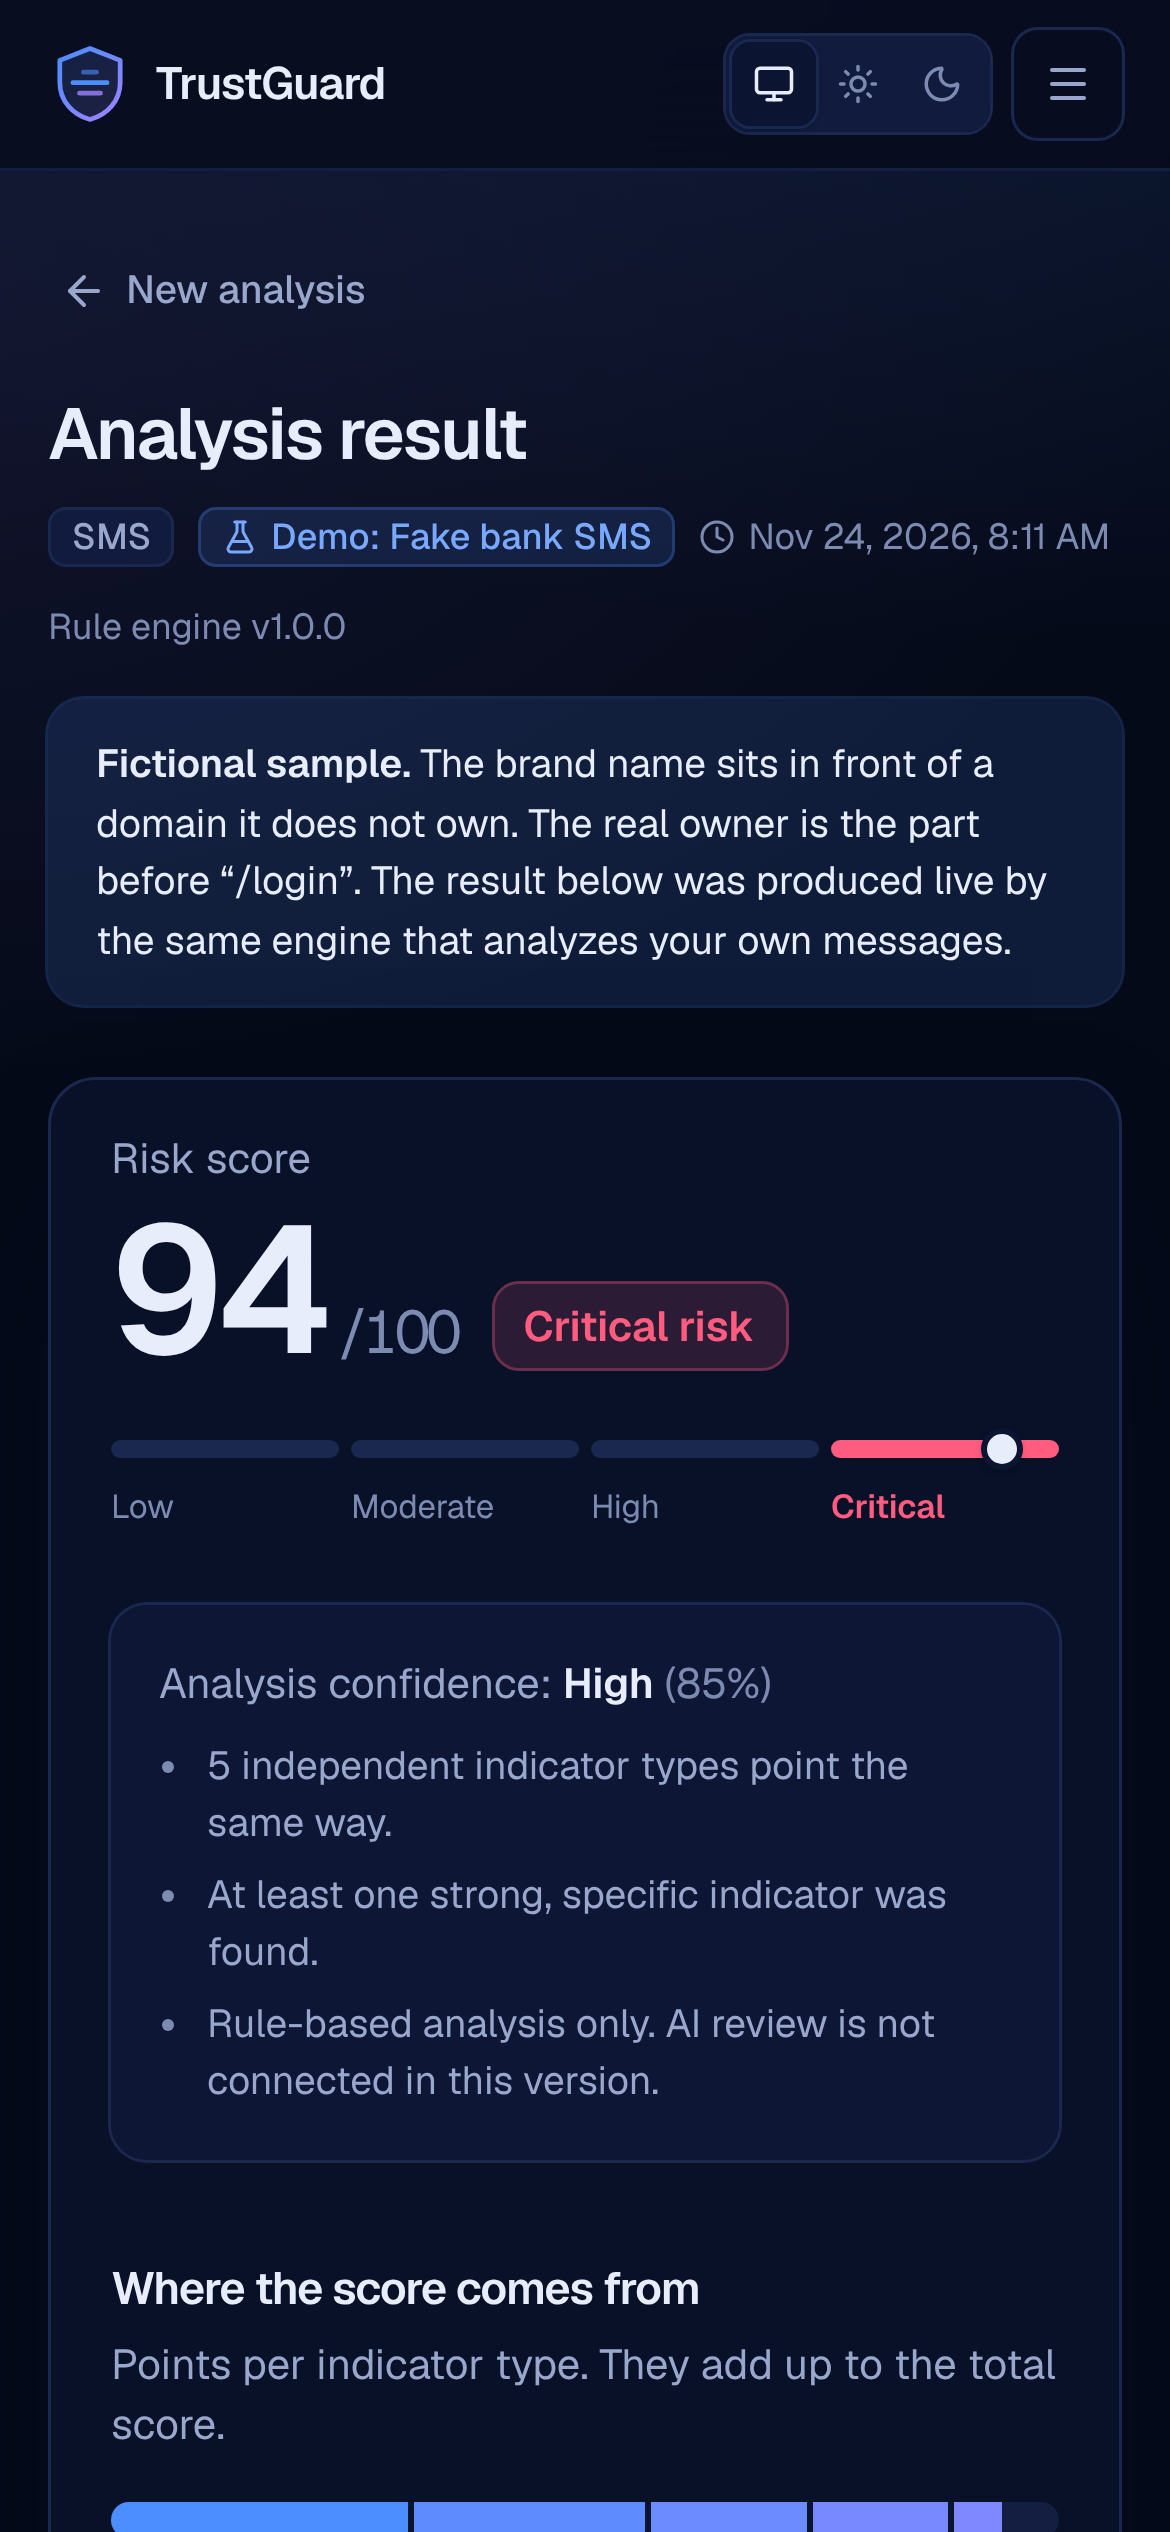 TrustGuard
New analysis
Analysis result
SMS
Demo: Fake bank SMS
Nov 24, 2026, 8:11 AM
Rule engine v1.0.0
Fictional sample. The brand name sits in front of a
domain it does not own. The real owner is the part
before “/login”. The result below was produced live by
the same engine that analyzes your own messages.
Risk score
94 /100
Critical risk
Low
Moderate
High
Critical
Analysis confidence: High (85%)
• 5 independent indicator types point the
same way.
• At least one strong, specific indicator was
found.
• Rule-based analysis only. AI review is not
connected in this version.
Where the score comes from
Points per indicator type. They add up to the total
score.